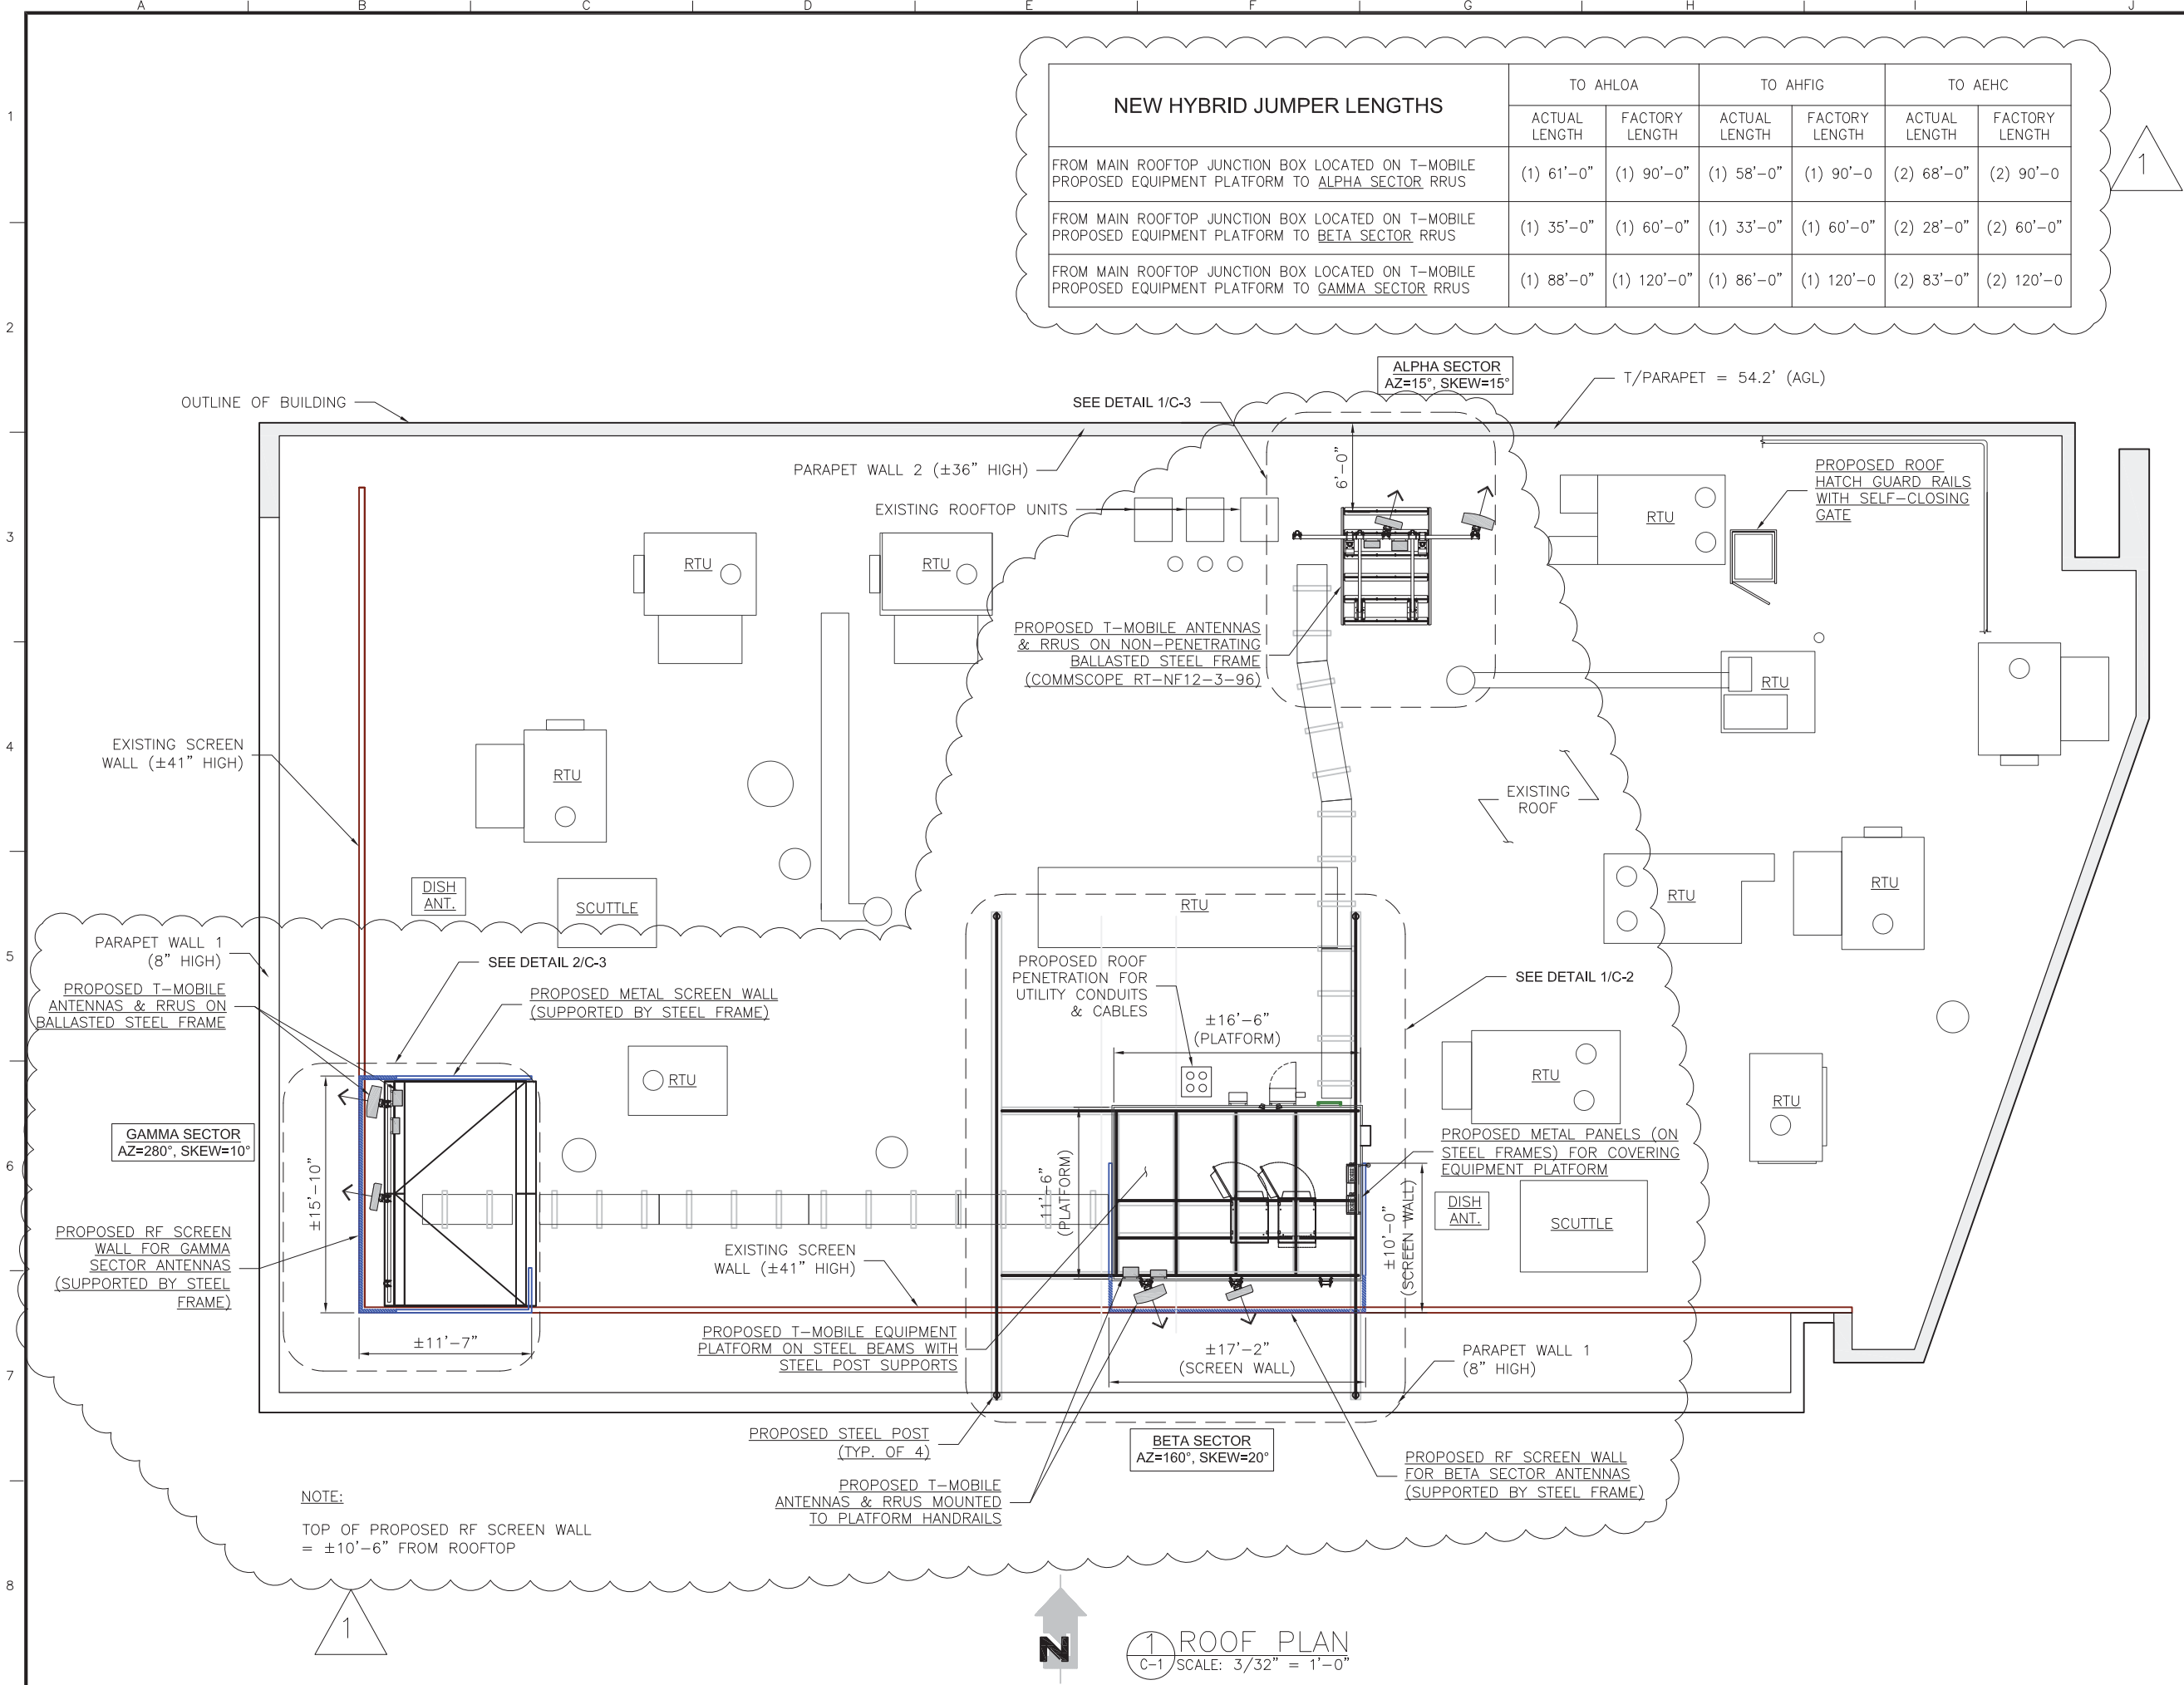 A B C D E F G H J
1
2
3
4
5
6
7
8
NEW HYBRID JUMPER LENGTHS
TO AHLOA
TO AHFIG
TO AEHC
ACTUAL LENGTH
FACTORY LENGTH
ACTUAL LENGTH
FACTORY LENGTH
ACTUAL LENGTH
FACTORY LENGTH
FROM MAIN ROOFTOP JUNCTION BOX LOCATED ON T-MOBILE
PROPOSED EQUIPMENT PLATFORM TO ALPHA SECTOR RRUS
(1) 61'-0" (1) 90'-0" (1) 58'-0" (1) 90'-0 (2) 68'-0" (2) 90'-0
FROM MAIN ROOFTOP JUNCTION BOX LOCATED ON T-MOBILE
PROPOSED EQUIPMENT PLATFORM TO BETA SECTOR RRUS
(1) 35'-0" (1) 60'-0" (1) 33'-0" (1) 60'-0" (2) 28'-0" (2) 60'-0"
FROM MAIN ROOFTOP JUNCTION BOX LOCATED ON T-MOBILE
PROPOSED EQUIPMENT PLATFORM TO GAMMA SECTOR RRUS
(1) 88'-0" (1) 120'-0" (1) 86'-0" (1) 120'-0 (2) 83'-0" (2) 120'-0
1
ALPHA SECTOR
AZ=15°, SKEW=15°
T/PARAPET = 54.2' (AGL)
OUTLINE OF BUILDING
SEE DETAIL 1/C-3
PARAPET WALL 2 (±36" HIGH)
6'-0"
EXISTING ROOFTOP UNITS
PROPOSED ROOF
HATCH GUARD RAILS
WITH SELF-CLOSING
GATE
RTU
RTU
RTU
PROPOSED T-MOBILE ANTENNAS
& RRUS ON NON-PENETRATING
BALLASTED STEEL FRAME
(COMMSCOPE RT-NF12-3-96)
RTU
EXISTING SCREEN
WALL (±41" HIGH)
RTU
EXISTING
ROOF
DISH
ANT.
SCUTTLE
RTU
RTU
RTU
PARAPET WALL 1
(8" HIGH)
SEE DETAIL 2/C-3
PROPOSED T-MOBILE
ANTENNAS & RRUS ON
BALLASTED STEEL FRAME
PROPOSED METAL SCREEN WALL
(SUPPORTED BY STEEL FRAME)
PROPOSED ROOF
PENETRATION FOR
UTILITY CONDUITS
& CABLES
SEE DETAIL 1/C-2
±16'-6"
(PLATFORM)
RTU
RTU
RTU
GAMMA SECTOR
AZ=280°, SKEW=10°
±15'-10"
11'-6"
(PLATFORM)
PROPOSED METAL PANELS (ON
STEEL FRAMES) FOR COVERING
EQUIPMENT PLATFORM
±10'-0"
(SCREEN WALL)
DISH
ANT.
SCUTTLE
PROPOSED RF SCREEN
WALL FOR GAMMA
SECTOR ANTENNAS
(SUPPORTED BY STEEL
FRAME)
EXISTING SCREEN
WALL (±41" HIGH)
±11'-7"
PROPOSED T-MOBILE EQUIPMENT
PLATFORM ON STEEL BEAMS WITH
STEEL POST SUPPORTS
±17'-2"
(SCREEN WALL)
PARAPET WALL 1
(8" HIGH)
PROPOSED STEEL POST
(TYP. OF 4)
BETA SECTOR
AZ=160°, SKEW=20°
PROPOSED RF SCREEN WALL
FOR BETA SECTOR ANTENNAS
(SUPPORTED BY STEEL FRAME)
PROPOSED T-MOBILE
ANTENNAS & RRUS MOUNTED
TO PLATFORM HANDRAILS
NOTE:
TOP OF PROPOSED RF SCREEN WALL
= ±10'-6" FROM ROOFTOP
1
N
1
C-1
ROOF PLAN
SCALE: 3/32" = 1'-0"